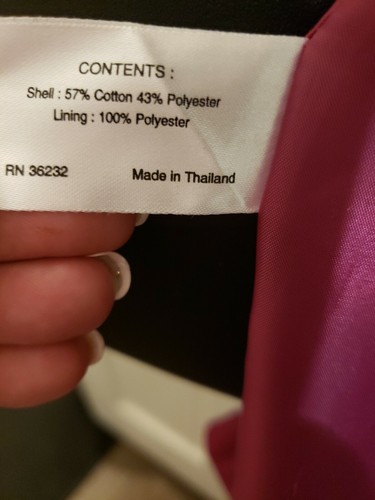 CONTENTS :
Shell : 57% Cotton 43% Polyester
Lining : 100% Polyester
RN 36232 Made in Thailand